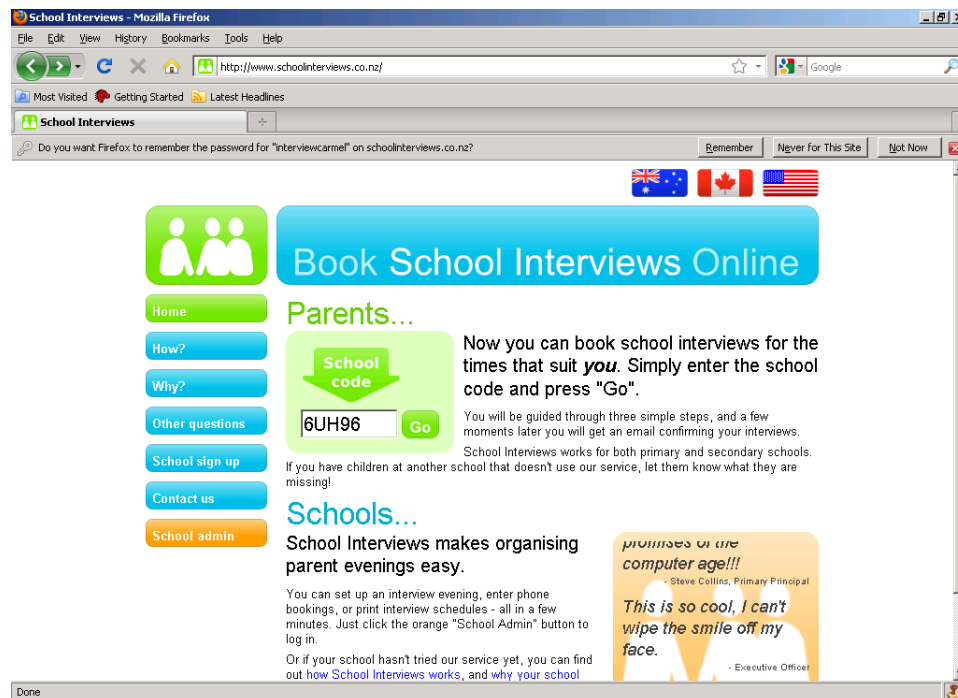 School Interviews - Mozilla Firefox
File Edit View History Bookmarks Tools Help
http://www.schoolinterviews.co.nz/
Google
Most Visited Getting Started Latest Headlines
School Interviews
Do you want Firefox to remember the password for "interviewcarmel" on schoolinterviews.co.nz?
Remember Never for This Site Not Now
Book School Interviews Online
Home
How?
Why?
Other questions
School sign up
Contact us
School admin
Parents...
School
code
6UH96 Go
Now you can book school interviews for the
times that suit you. Simply enter the school
code and press "Go".
You will be guided through three simple steps, and a few
moments later you will get an email confirming your interviews.
School Interviews works for both primary and secondary schools.
If you have children at another school that doesn't use our service, let them know what they are
missing!
Schools...
School Interviews makes organising
parent evenings easy.
You can set up an interview evening, enter phone
bookings, or print interview schedules - all in a few
minutes. Just click the orange "School Admin" button to
log in.
Or if your school hasn't tried our service yet, you can find
out how School Interviews works, and why your school
promises of the
computer age!!!
- Steve Collins, Primary Principal
This is so cool, I can't
wipe the smile off my
face.
- Executive Officer
Done